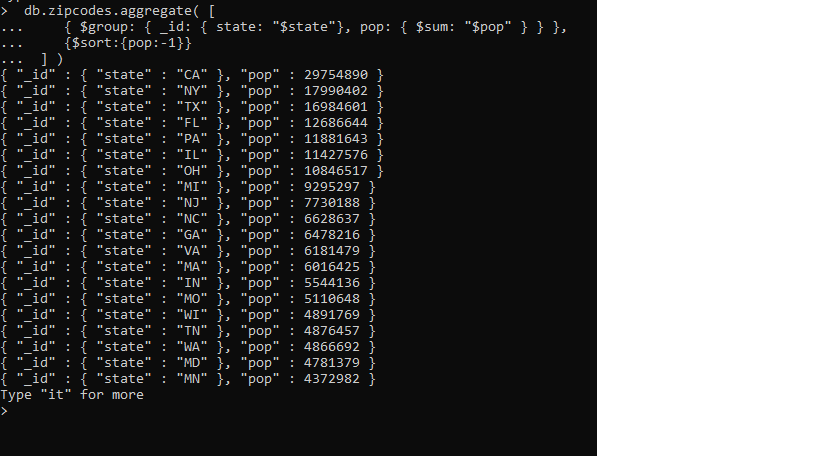 >  db.zipcodes.aggregate( [
...     { $group: { _id: { state: "$state"}, pop: { $sum: "$pop" } } },
...     {$sort:{pop:-1}}
...  ] )
{ "_id" : { "state" : "CA" }, "pop" : 29754890 }
{ "_id" : { "state" : "NY" }, "pop" : 17990402 }
{ "_id" : { "state" : "TX" }, "pop" : 16984601 }
{ "_id" : { "state" : "FL" }, "pop" : 12686644 }
{ "_id" : { "state" : "PA" }, "pop" : 11881643 }
{ "_id" : { "state" : "IL" }, "pop" : 11427576 }
{ "_id" : { "state" : "OH" }, "pop" : 10846517 }
{ "_id" : { "state" : "MI" }, "pop" : 9295297 }
{ "_id" : { "state" : "NJ" }, "pop" : 7730188 }
{ "_id" : { "state" : "NC" }, "pop" : 6628637 }
{ "_id" : { "state" : "GA" }, "pop" : 6478216 }
{ "_id" : { "state" : "VA" }, "pop" : 6181479 }
{ "_id" : { "state" : "MA" }, "pop" : 6016425 }
{ "_id" : { "state" : "IN" }, "pop" : 5544136 }
{ "_id" : { "state" : "MO" }, "pop" : 5110648 }
{ "_id" : { "state" : "WI" }, "pop" : 4891769 }
{ "_id" : { "state" : "TN" }, "pop" : 4876457 }
{ "_id" : { "state" : "WA" }, "pop" : 4866692 }
{ "_id" : { "state" : "MD" }, "pop" : 4781379 }
{ "_id" : { "state" : "MN" }, "pop" : 4372982 }
Type "it" for more
>